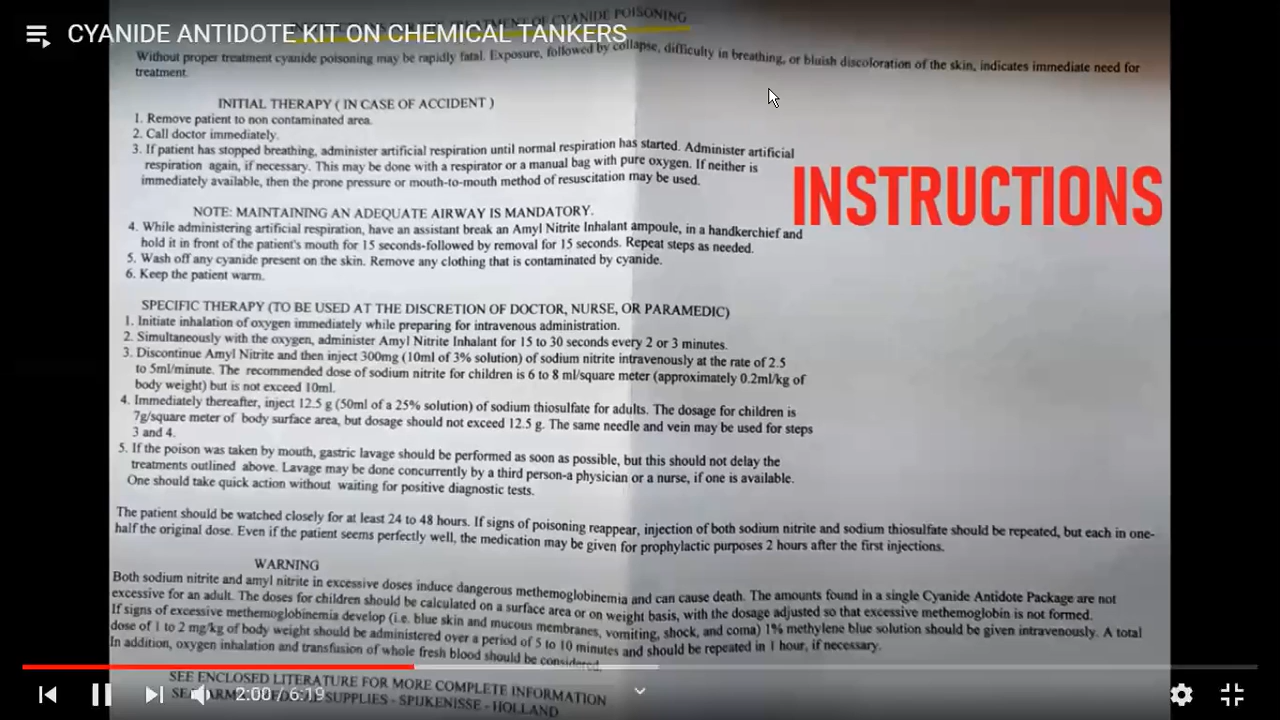 CYANIDE ANTIDOTE KIT ON CHEMICAL TANKERS
TREATMENT OF CYANIDE POISONING
Without proper treatment cyanide poisoning may be rapidly fatal. Exposure, followed by collapse, difficulty in breathing, or bluish discoloration of the skin, indicates immediate need for
treatment.
INITIAL THERAPY ( IN CASE OF ACCIDENT )
1. Remove patient to non contaminated area.
2. Call doctor immediately.
3. If patient has stopped breathing, administer artificial respiration until normal respiration has started. Administer artificial
respiration again, if necessary. This may be done with a respirator or a manual bag with pure oxygen. If neither is
immediately available, then the prone pressure or mouth-to-mouth method of resuscitation may be used.
INSTRUCTIONS
NOTE: MAINTAINING AN ADEQUATE AIRWAY IS MANDATORY.
4. While administering artificial respiration, have an assistant break an Amyl Nitrite Inhalant ampoule, in a handkerchief and
hold it in front of the patient's mouth for 15 seconds-followed by removal for 15 seconds. Repeat steps as needed.
5. Wash off any cyanide present on the skin. Remove any clothing that is contaminated by cyanide.
6. Keep the patient warm.
SPECIFIC THERAPY (TO BE USED AT THE DISCRETION OF DOCTOR, NURSE, OR PARAMEDIC)
1. Initiate inhalation of oxygen immediately while preparing for intravenous administration.
2. Simultaneously with the oxygen, administer Amyl Nitrite Inhalant for 15 to 30 seconds every 2 or 3 minutes.
3. Discontinue Amyl Nitrite and then inject 300mg (10ml of 3% solution) of sodium nitrite intravenously at the rate of 2.5
to 5ml/minute. The recommended dose of sodium nitrite for children is 6 to 8 ml/square meter (approximately 0.2ml/kg of
body weight) but is not exceed 10ml.
4. Immediately thereafter, inject 12.5 g (50ml of a 25% solution) of sodium thiosulfate for adults. The dosage for children is
7g/square meter of body surface area, but dosage should not exceed 12.5 g. The same needle and vein may be used for steps
3 and 4.
5. If the poison was taken by mouth, gastric lavage should be performed as soon as possible, but this should not delay the
treatments outlined above. Lavage may be done concurrently by a third person-a physician or a nurse, if one is available.
One should take quick action without waiting for positive diagnostic tests.
The patient should be watched closely for at least 24 to 48 hours. If signs of poisoning reappear, injection of both sodium nitrite and sodium thiosulfate should be repeated, but each in one-
half the original dose. Even if the patient seems perfectly well, the medication may be given for prophylactic purposes 2 hours after the first injections.
WARNING
Both sodium nitrite and amyl nitrite in excessive doses induce dangerous methemoglobinemia and can cause death. The amounts found in a single Cyanide Antidote Package are not
excessive for an adult. The doses for children should be calculated on a surface area or on weight basis, with the dosage adjusted so that excessive methemoglobin is not formed.
If signs of excessive methemoglobinemia develop (i.e. blue skin and mucous membranes, vomiting, shock, and coma) 1% methylene blue solution should be given intravenously. A total
dose of 1 to 2 mg/kg of body weight should be administered over a period of 5 to 10 minutes and should be repeated in 1 hour, if necessary.
In addition, oxygen inhalation and transfusion of whole fresh blood should be considered.
SEE ENCLOSED LITERATURE FOR MORE COMPLETE INFORMATION
SUPPLIES - SPIJKENISSE - HOLLAND
2:00 / 6:19